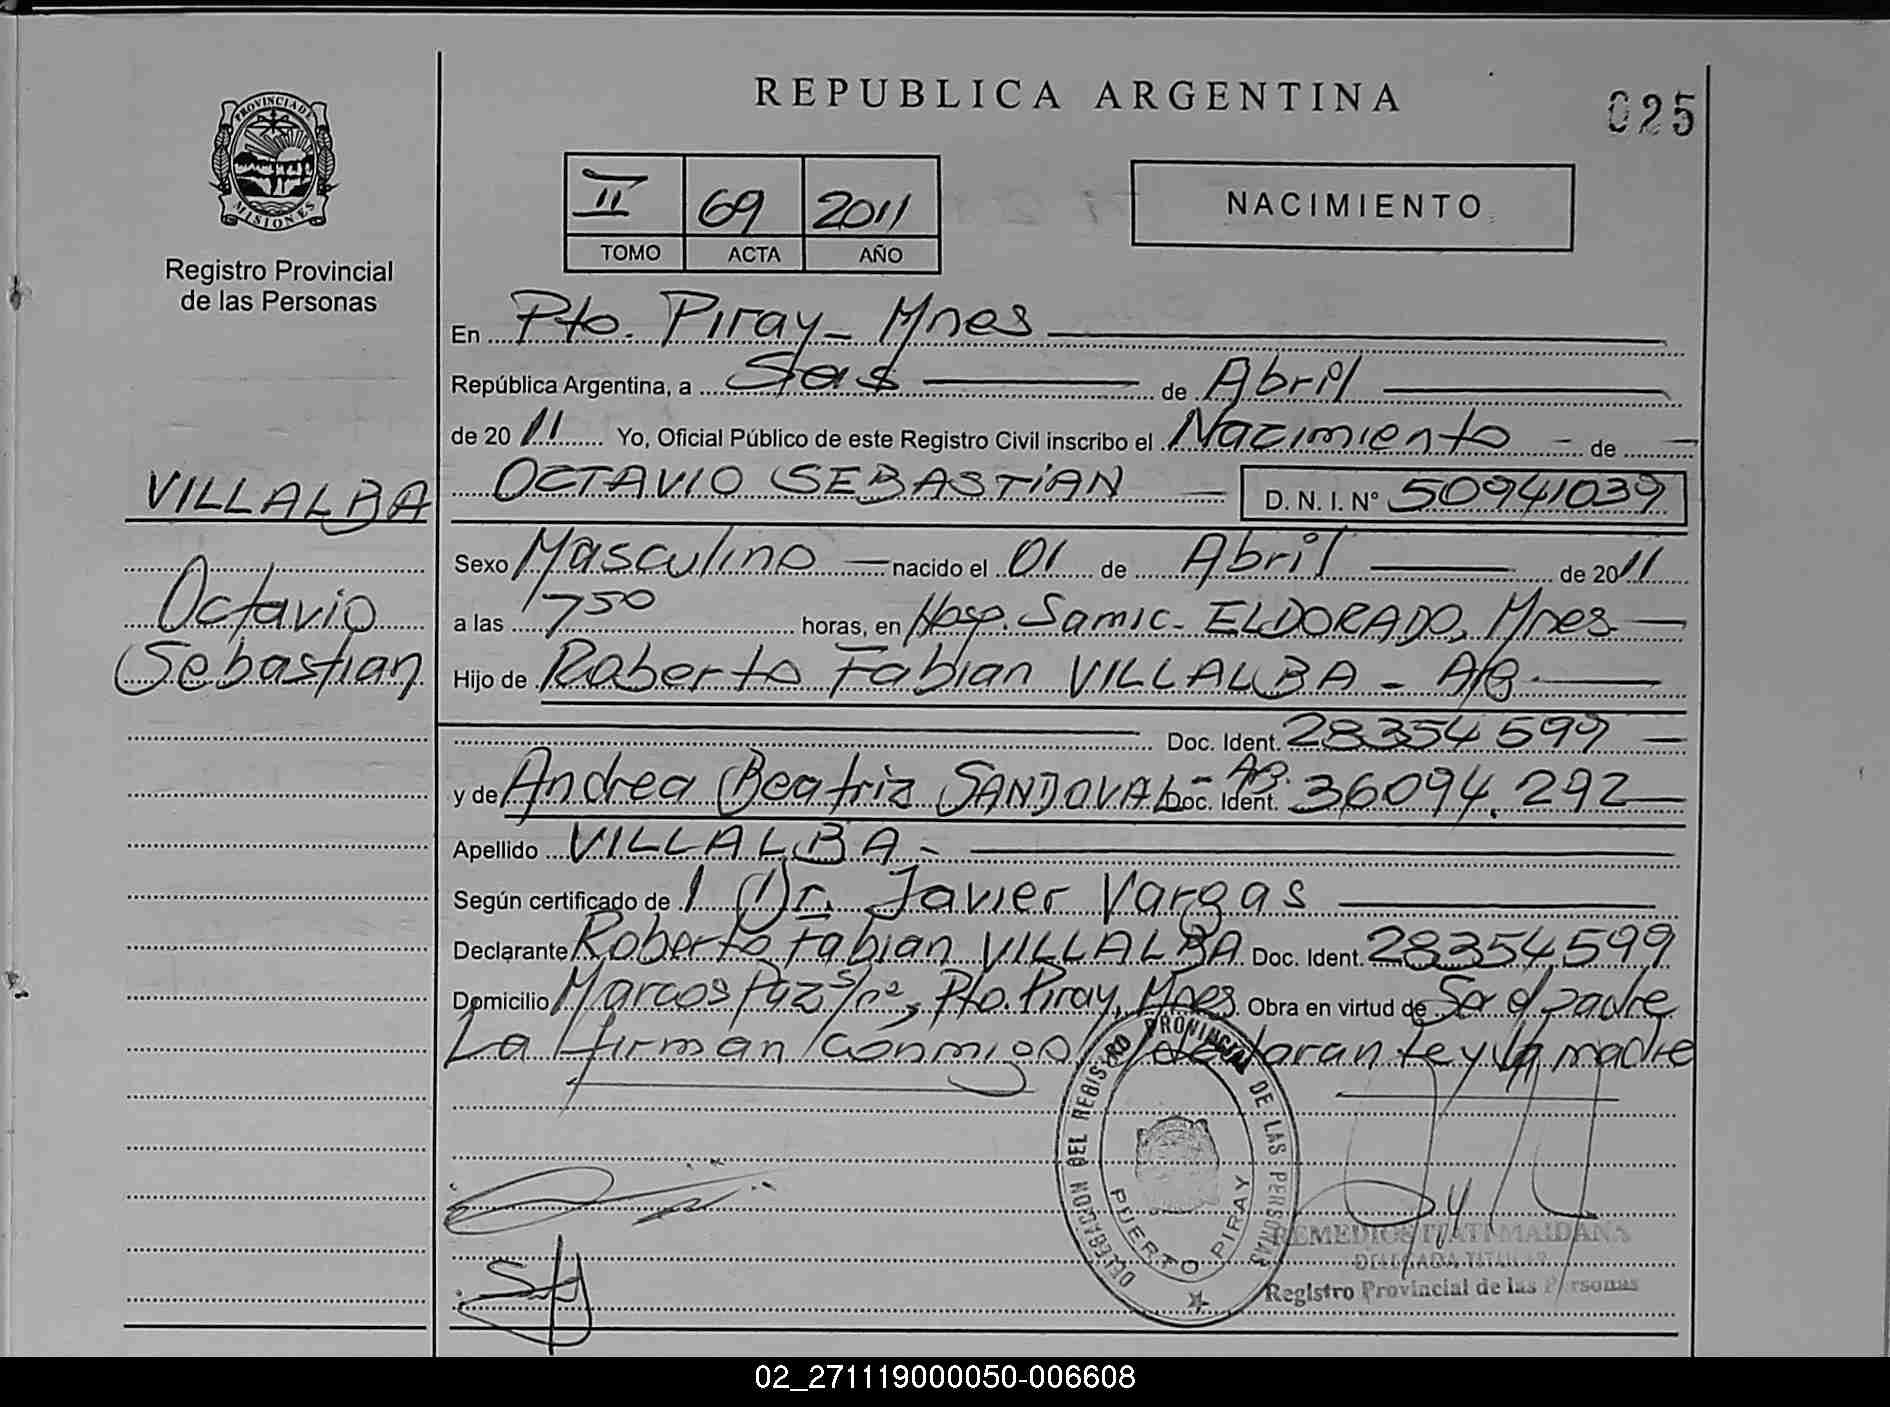 REPUBLICA ARGENTINA
025
PROVINCIA DE
MISIONES
Registro Provincial
de las Personas
II 69 2011
TOMO ACTA AÑO
NACIMIENTO
En Pto. Piray - Mnes
República Argentina, a Seis de Abril
de 2011 Yo, Oficial Público de este Registro Civil inscribo el Nacimiento - de
VILLALBA
OCTAVIO SEBASTIAN D. N. I. N° 50941039
Sexo Masculino nacido el 01 de Abril de 2011
Octavio
Sebastian
a las 1750 horas, en Hosp. Samic - ELDORADO, Mnes
Hijo de Roberto Fabian VILLALBA -
Doc. Ident. 28354599
y de Andrea Beatriz SANDOVAL - Doc. Ident. 36094.292
Apellido VILLALBA -
Según certificado de Dr. Javier Vargas
Declarante Roberto Fabian VILLALBA Doc. Ident. 28354599
Domicilio Marcos Paz S/nº, Pto. Piray, Mnes. Obra en virtud de Ser el padre
La firman conmigo declarante y la madre
DELEGACION DEL REGISTRO PROVINCIAL DE LAS PERSONAS
PUERTO PIRAY
REMEDIOS ITATI MAIDANA
DELEGADA TITULAR
Registro Provincial de las Personas
02_271119000050-006608